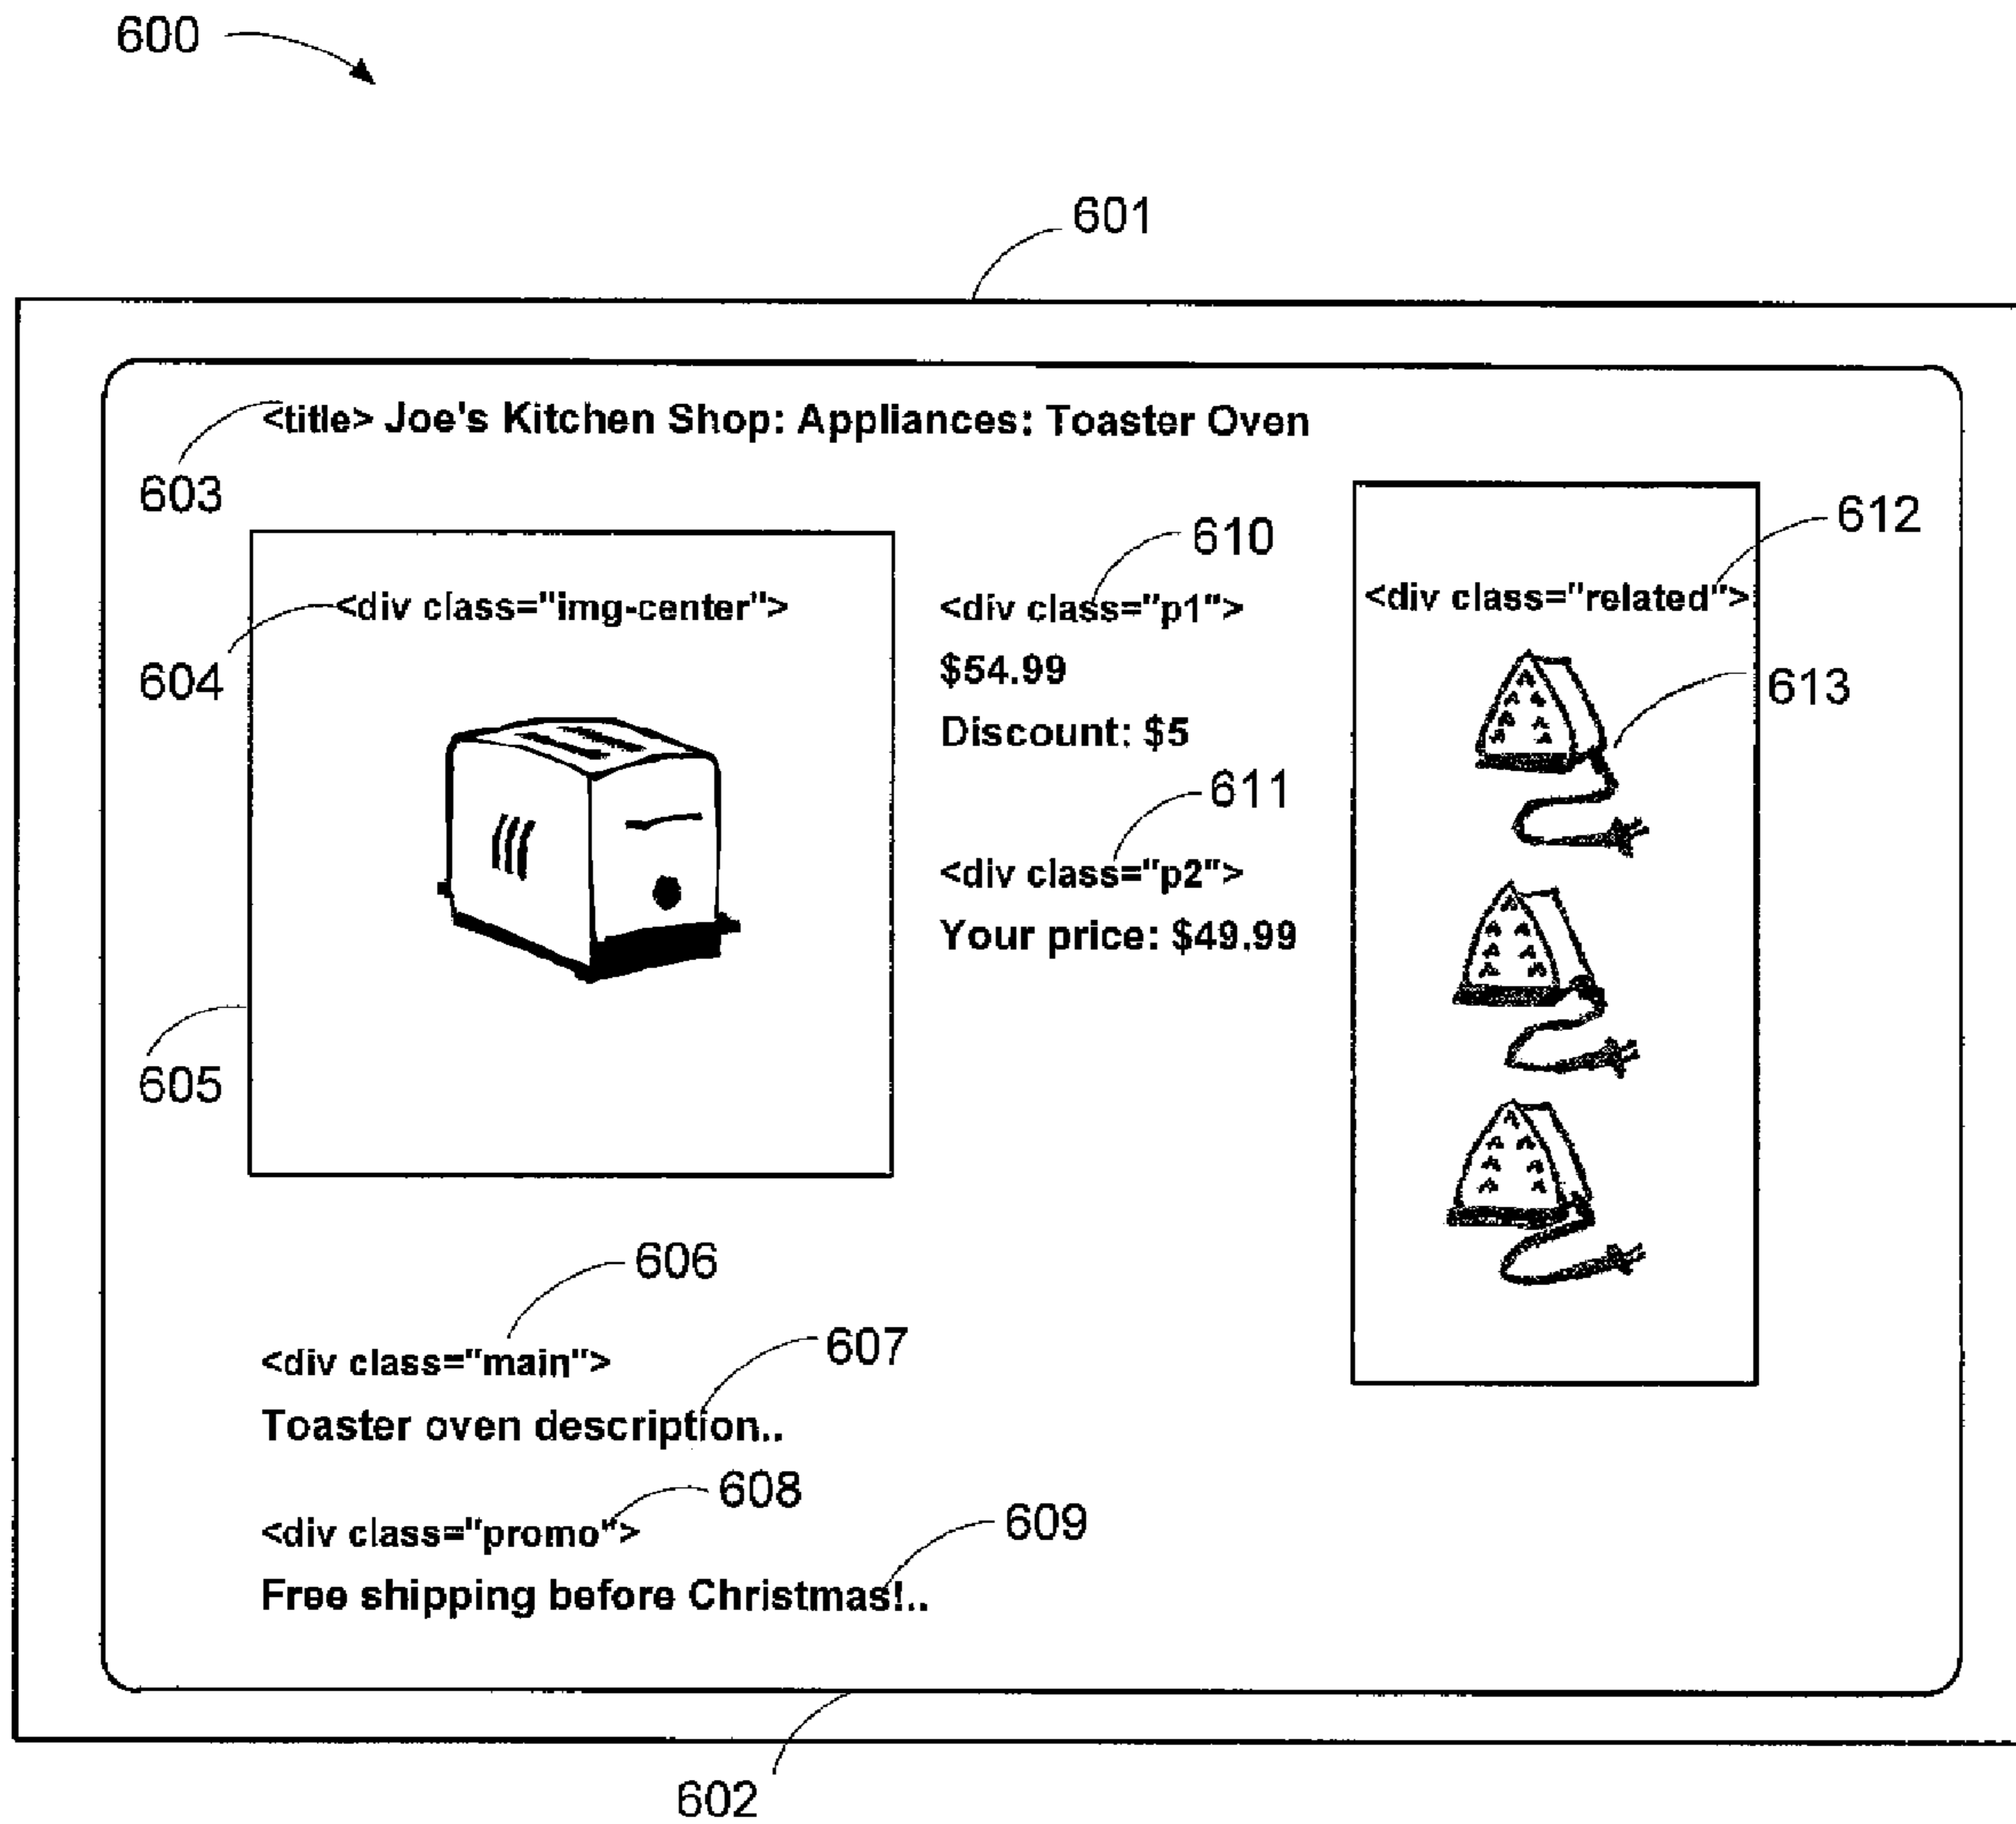 600
601
<title> Joe's Kitchen Shop: Appliances: Toaster Oven
603
612
610
<div class="img-center">
604
<div class="p1">
$54.99
Discount: $5
611
<div class="p2">
Your price: $49.99
<div class="related">
613
605
606
<div class="main">
607
Toaster oven description..
608
<div class="promo">
609
Free shipping before Christmas!..
602